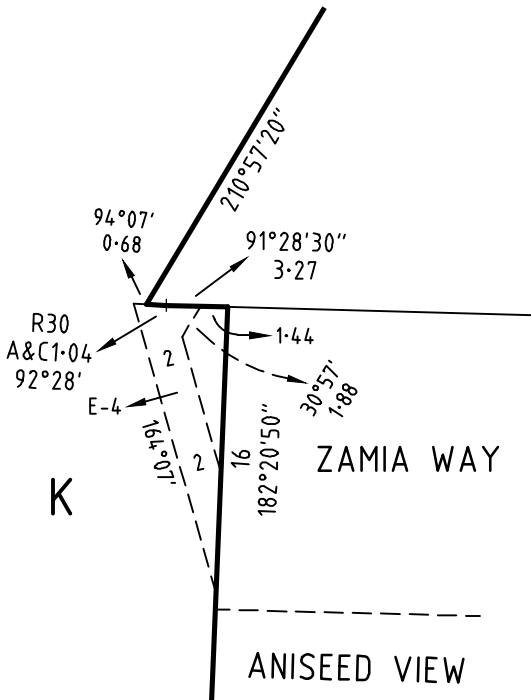 210°57'20"
94°07'
0·68
91°28'30"
3·27
R30
A&C1·04
92°28'
1·44
2
30°57'
1·88
E-4
164°07'
2
16
182°20'50"
ZAMIA WAY
K
ANISEED VIEW